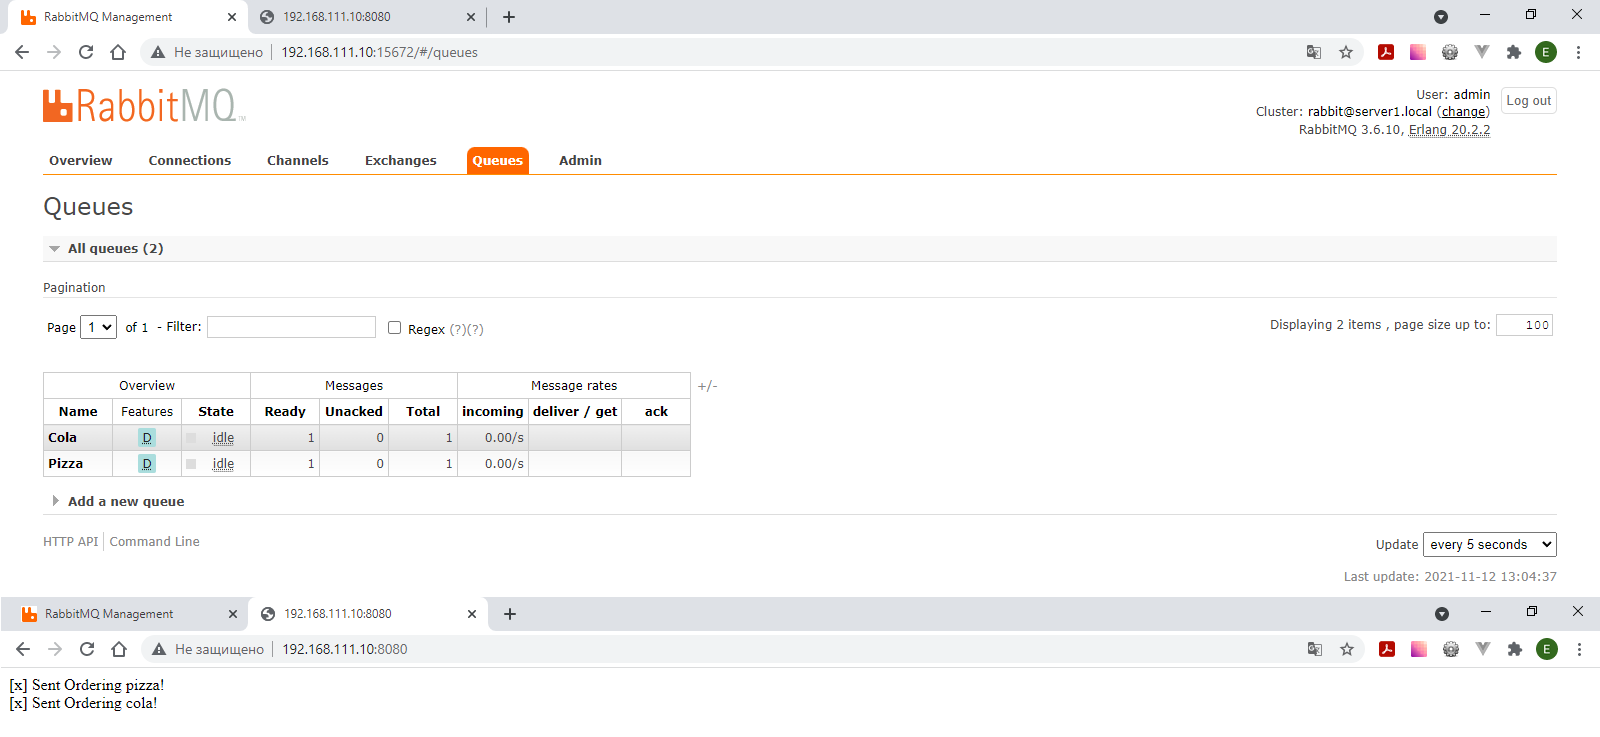 RabbitMQ Management
192.168.111.10:8080
Не защищено
192.168.111.10:15672/#/queues
E
RabbitMQ
TM
User: admin
Log out
Cluster: rabbit@server1.local (change)
RabbitMQ 3.6.10, Erlang 20.2.2
Overview Connections Channels Exchanges Queues Admin
Queues
All queues (2)
Pagination
Page 1 of 1 - Filter: Regex (?)(?)
Displaying 2 items , page size up to: 100
Overview Messages Message rates +/-
Name Features State Ready Unacked Total incoming deliver / get ack
Cola D idle 1 0 1 0.00/s
Pizza D idle 1 0 1 0.00/s
Add a new queue
HTTP API Command Line
Update every 5 seconds
Last update: 2021-11-12 13:04:37
RabbitMQ Management
192.168.111.10:8080
Не защищено
192.168.111.10:8080
E
[x] Sent Ordering pizza!
[x] Sent Ordering cola!